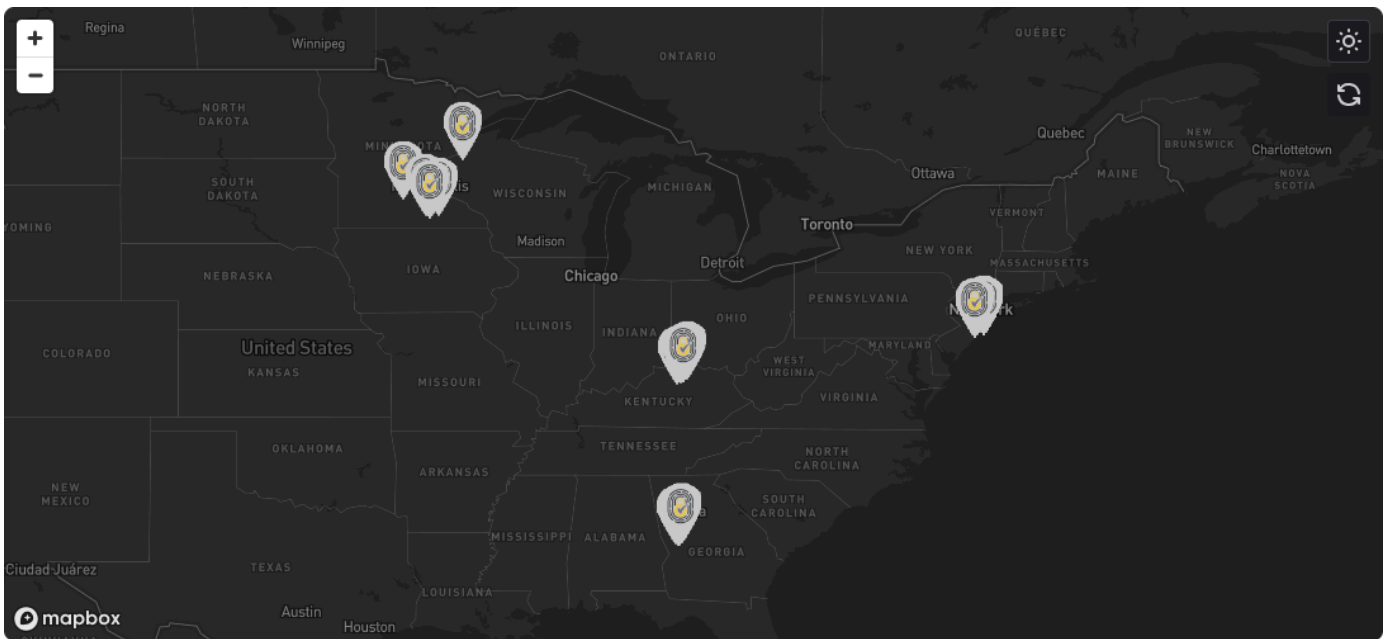 +
−
Regina
Winnipeg
ONTARIO
QUÉBEC
NORTH
DAKOTA
Quebec
NEW
BRUNSWICK
Charlottetown
MAINE
NOVA
SCOTIA
Ottawa
SOUTH
DAKOTA
WISCONSIN
MICHIGAN
VERMONT
Toronto
YOMING
Madison
NEW YORK
Detroit
MASSACHUSETTS
Chicago
NEBRASKA
IOWA
PENNSYLVANIA
OHIO
ILLINOIS
INDIANA
MARYLAND
United States
COLORADO
KANSAS
MISSOURI
WEST
VIRGINIA
VIRGINIA
KENTUCKY
OKLAHOMA
TENNESSEE
NORTH
CAROLINA
ARKANSAS
NEW
MEXICO
SOUTH
CAROLINA
MISSISSIPPI
ALABAMA
GEORGIA
Ciudad Juárez
TEXAS
LOUISIANA
Austin
Houston
mapbox